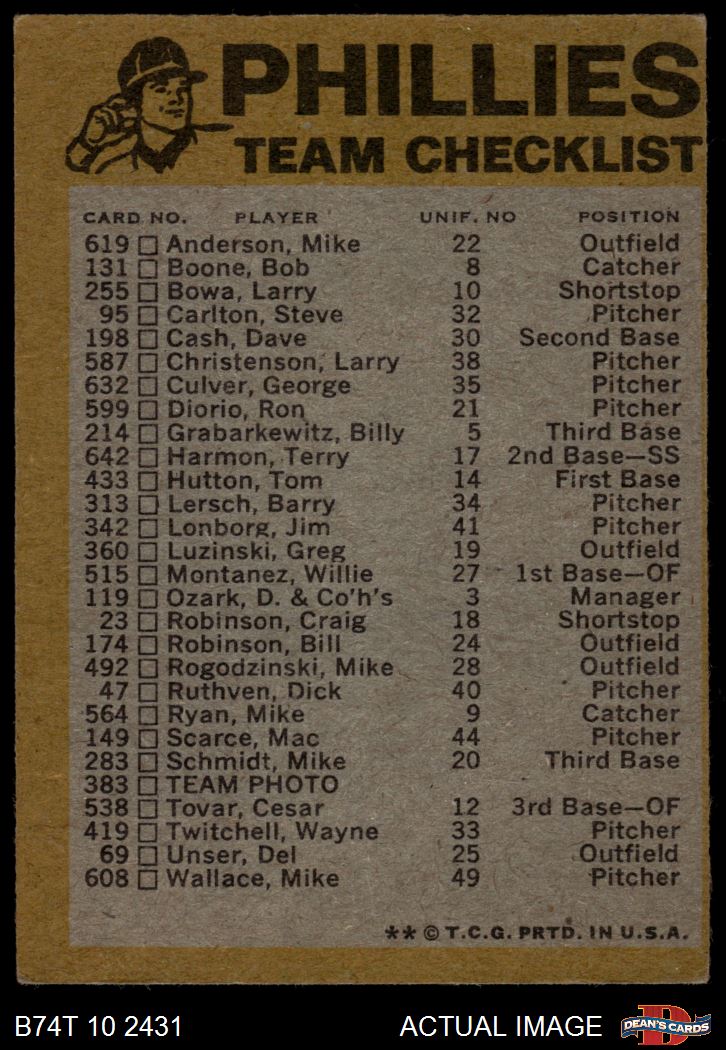 PHILLIES
TEAM CHECKLIST
CARD NO. PLAYER UNIF. NO POSITION
619 □ Anderson, Mike 22 Outfield
131 □ Boone, Bob 8 Catcher
255 □ Bowa, Larry 10 Shortstop
95 □ Carlton, Steve 32 Pitcher
198 □ Cash, Dave 30 Second Base
587 □ Christenson, Larry 38 Pitcher
632 □ Culver, George 35 Pitcher
599 □ Diorio, Ron 21 Pitcher
214 □ Grabarkewitz, Billy 5 Third Base
642 □ Harmon, Terry 17 2nd Base—SS
433 □ Hutton, Tom 14 First Base
313 □ Lersch, Barry 34 Pitcher
342 □ Lonborg, Jim 41 Pitcher
360 □ Luzinski, Greg 19 Outfield
515 □ Montanez, Willie 27 1st Base—OF
119 □ Ozark, D. & Co'h's 3 Manager
23 □ Robinson, Craig 18 Shortstop
174 □ Robinson, Bill 24 Outfield
492 □ Rogodzinski, Mike 28 Outfield
47 □ Ruthven, Dick 40 Pitcher
564 □ Ryan, Mike 9 Catcher
149 □ Scarce, Mac 44 Pitcher
283 □ Schmidt, Mike 20 Third Base
383 □ TEAM PHOTO
538 □ Tovar, Cesar 12 3rd Base—OF
419 □ Twitchell, Wayne 33 Pitcher
69 □ Unser, Del 25 Outfield
608 □ Wallace, Mike 49 Pitcher
** © T.C.G. PRTD. IN U.S.A.
B74T 10 2431 ACTUAL IMAGE D DEAN'S CARDS